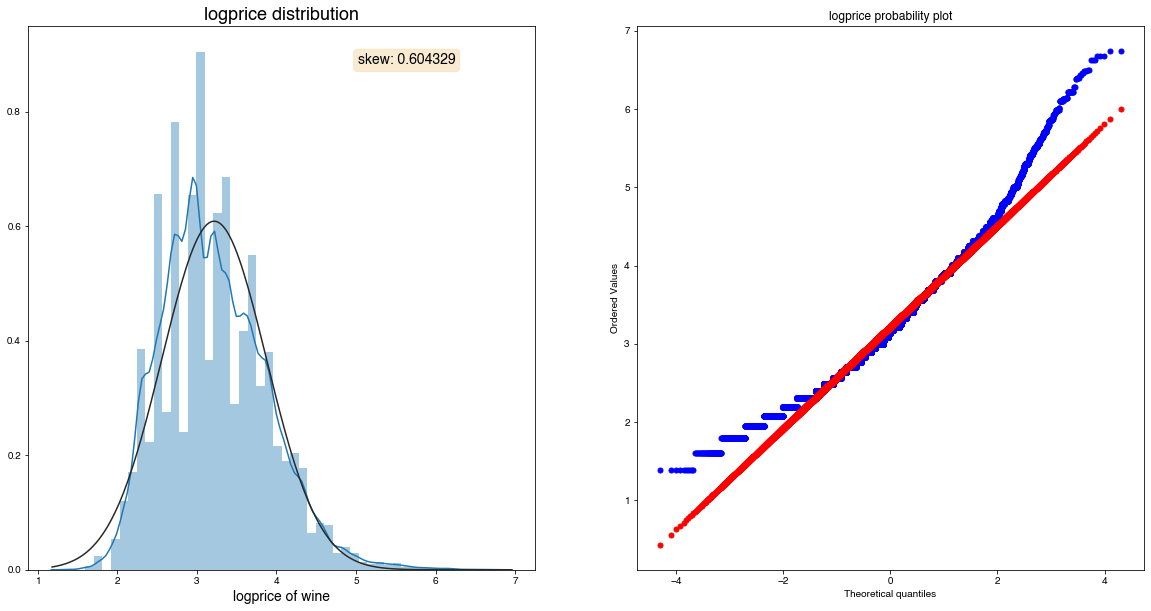 logprice distribution
skew: 0.604329
0.8
0.6
0.4
0.2
0.0
1 2 3 4 5 6 7
logprice of wine
logprice probability plot
7
6
5
4
3
2
1
Ordered Values
−4 −2 0 2 4
Theoretical quantiles